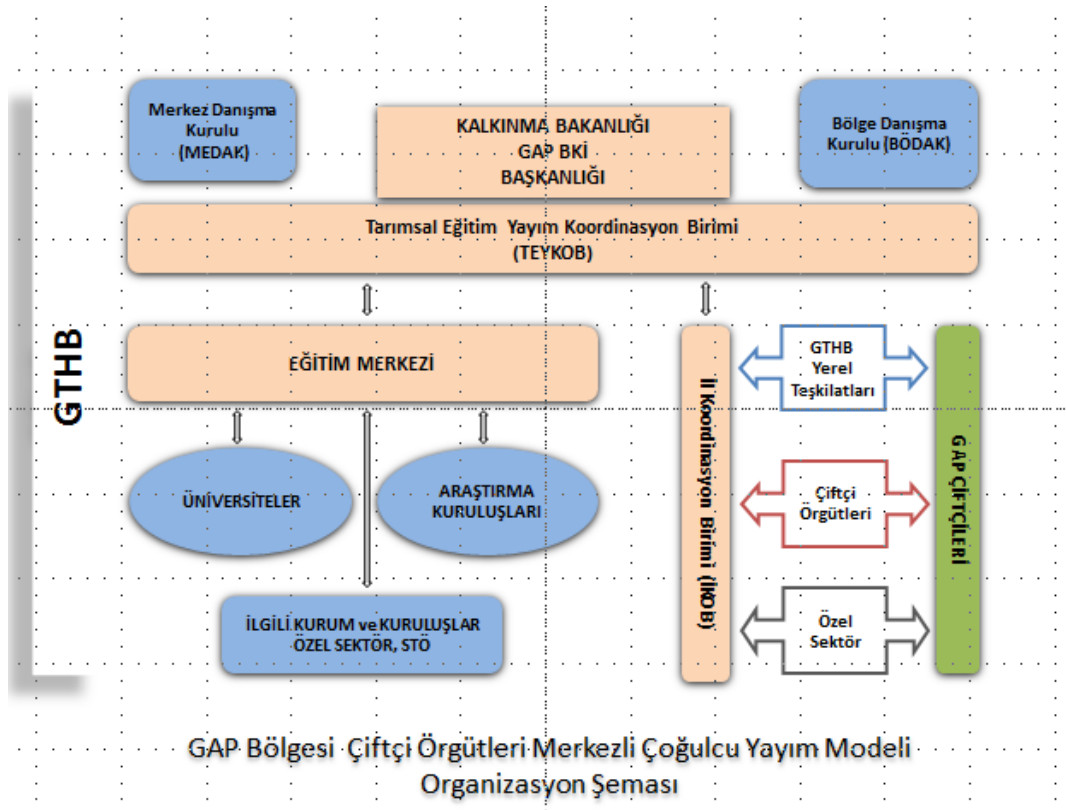 Merkez Danışma
Kurulu
(MEDAK)
KALKINMA BAKANLIĞI
GAP BKİ
BAŞKANLIĞI
Bölge Danışma
Kurulu (BÖDAK)
Tarımsal Eğitim Yayım Koordinasyon Birimi
(TEYKOB)
GTHB
EĞİTİM MERKEZİ
ÜNİVERSİTELER
ARAŞTIRMA
KURULUŞLARI
İLGİLİ KURUM ve KURULUŞLAR
ÖZEL SEKTÖR, STÖ
İl Koordinasyon Birimi (İKOB)
GTHB
Yerel
Teşkilatları
Çiftçi
Örgütleri
Özel
Sektör
GAP ÇİFTÇİLERİ
GAP Bölgesi Çiftçi Örgütleri Merkezli Çoğulcu Yayım Modeli
Organizasyon Şeması